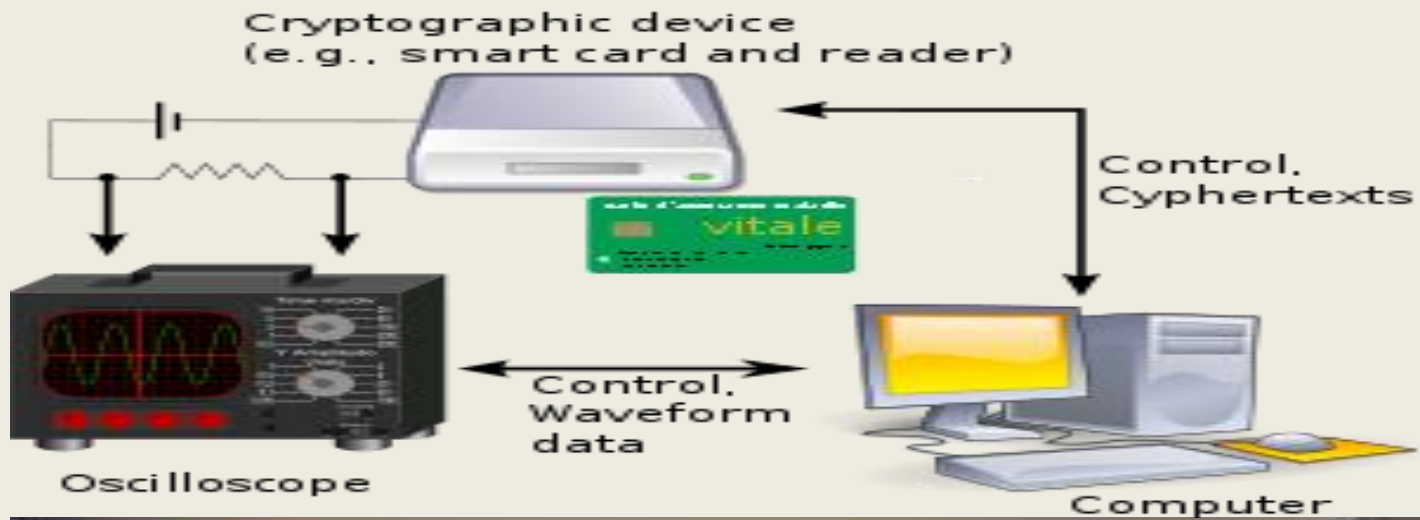 Cryptographic device
(e.g., smart card and reader)
Control,
Cyphertexts
vitale
Control,
Waveform
data
Oscilloscope
Computer